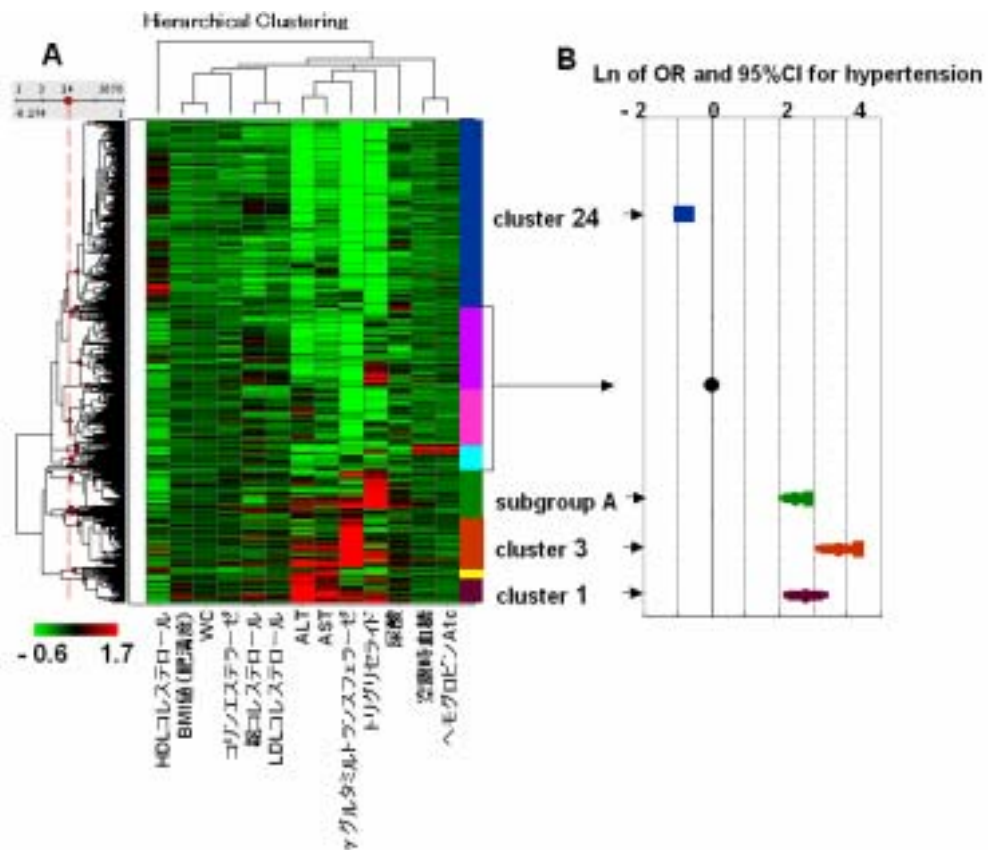 Hierarchical Clustering
A
B
Ln of OR and 95%CI for hypertension
-2 0 2 4
cluster 24
subgroup A
cluster 3
cluster 1
-0.6 1.7
HDLコレステロール
BMI値(肥満度)
WC
コリンエステラーゼ
総コレステロール
LDLコレステロール
ALT
AST
γグルタミルトランスフェラーゼ
トリグリセライド
尿酸
空腹時血糖
ヘモグロビンA1c